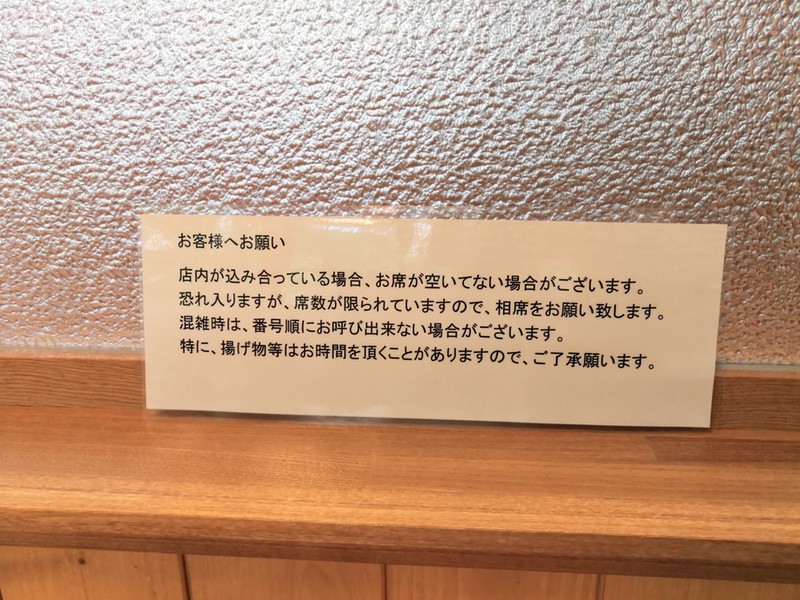 お客様へお願い
店内が込み合っている場合、お席が空いてない場合がございます。
恐れ入りますが、席数が限られていますので、相席をお願い致します。
混雑時は、番号順にお呼び出来ない場合がございます。
特に、揚げ物等はお時間を頂くことがありますので、ご了承願います。